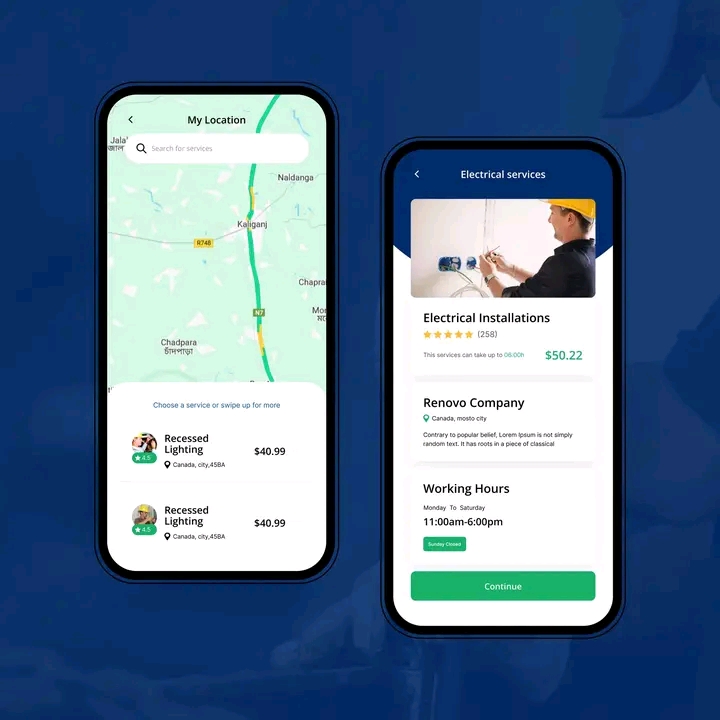 My Location
Search for services
জাল
Naldanga
Kaliganj
R748
Chapra
N7
Mo
Chadpara
চাঁদপাড়া
Choose a service or swipe up for more
Recessed
Lighting
$40.99
4.5
Canada, city,45BA
Recessed
Lighting
$40.99
4.5
Canada, city,45BA
Electrical services
Electrical Installations
(258)
This services can take up to 06:00h
$50.22
Renovo Company
Canada, mosto city
Contrary to popular belief, Lorem Ipsum is not simply
random text. It has roots in a piece of classical
Working Hours
Monday To Saturday
11:00am-6:00pm
Sunday Closed
Continue